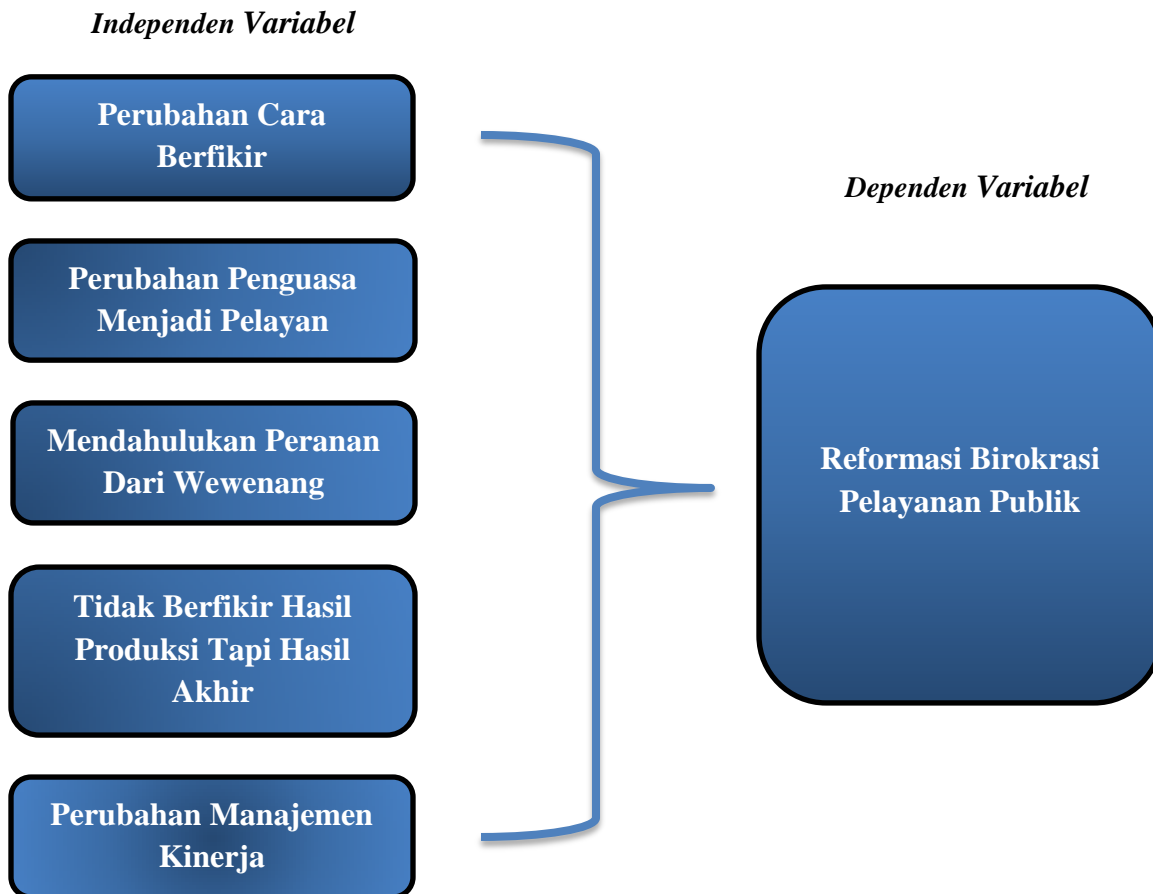 Independen Variabel
Perubahan Cara
Berfikir
Perubahan Penguasa
Menjadi Pelayan
Mendahulukan Peranan
Dari Wewenang
Tidak Berfikir Hasil
Produksi Tapi Hasil
Akhir
Perubahan Manajemen
Kinerja
Dependen Variabel
Reformasi Birokrasi
Pelayanan Publik